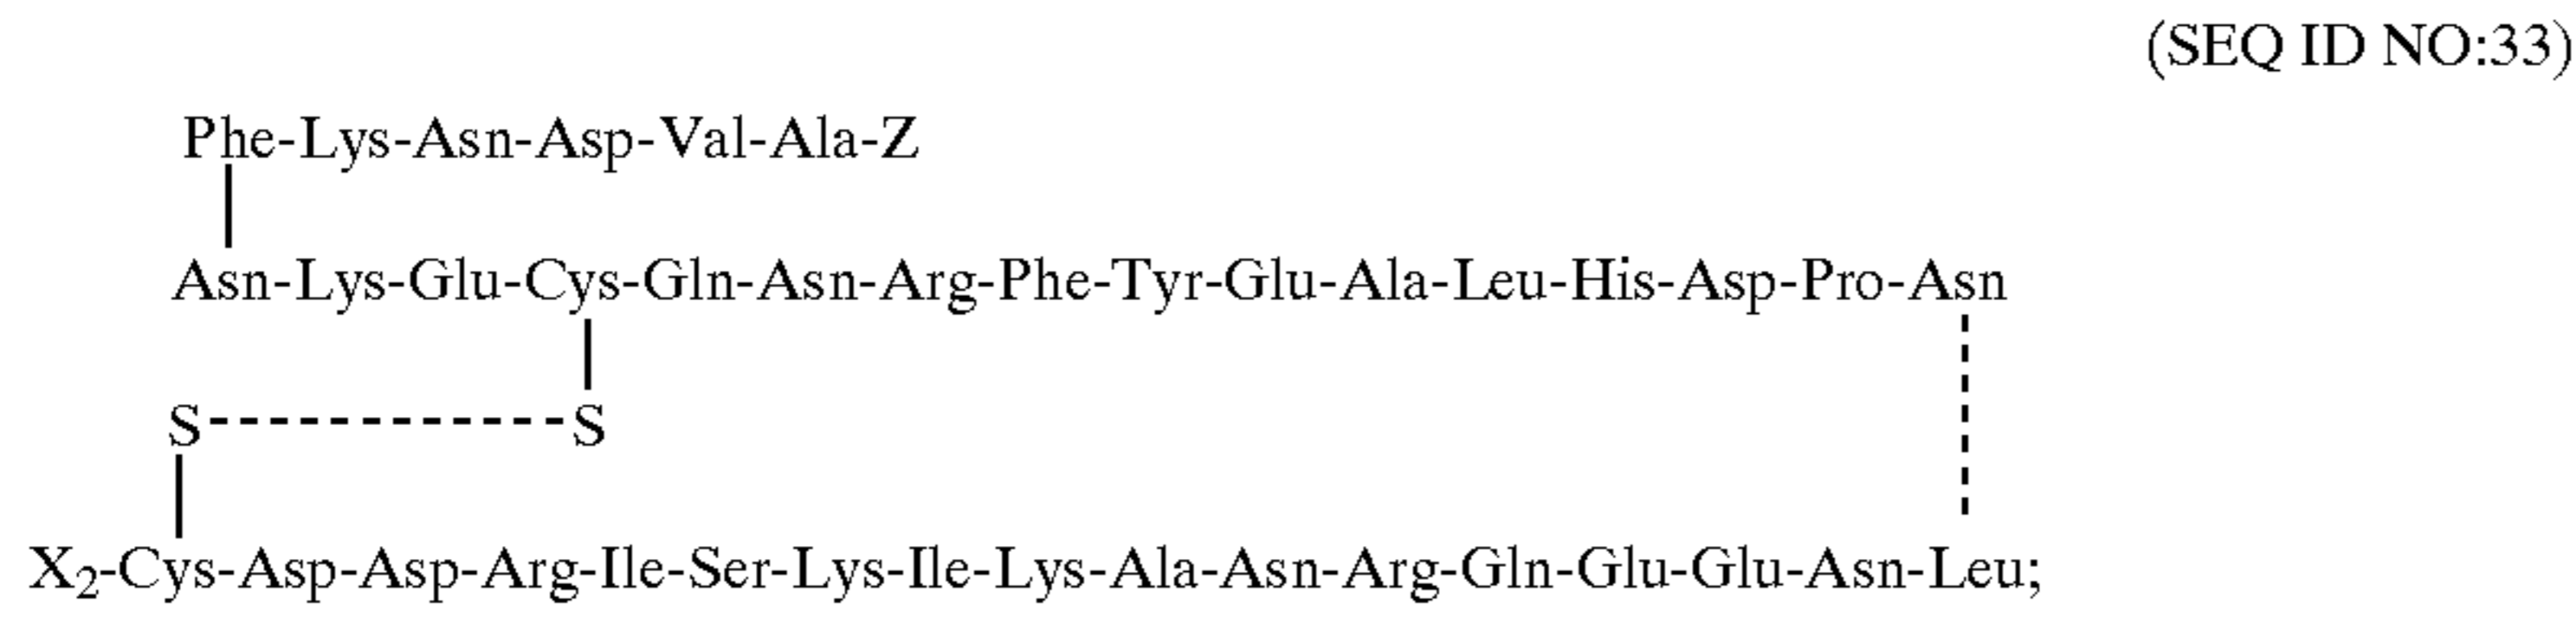 (SEQ ID NO:33)
Phe-Lys-Asn-Asp-Val-Ala-Z
Asn-Lys-Glu-Cys-Gln-Asn-Arg-Phe-Tyr-Glu-Ala-Leu-His-Asp-Pro-Asn
S S
X₂-Cys-Asp-Asp-Arg-Ile-Ser-Lys-Ile-Lys-Ala-Asn-Arg-Gln-Glu-Glu-Asn-Leu;